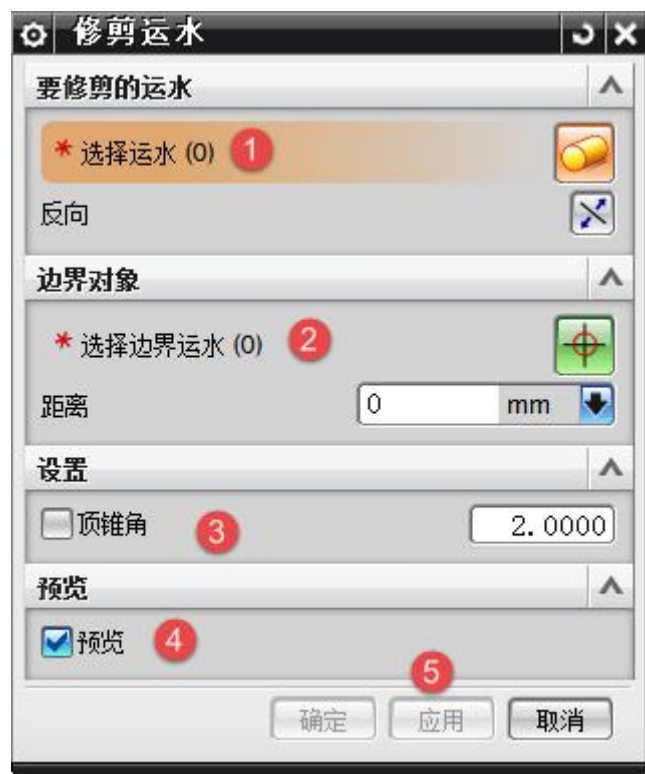 修剪运水
要修剪的运水
* 选择运水 (0) 1
反向
边界对象
* 选择边界运水 (0) 2
距离 0 mm
设置
顶锥角 3 2.0000
预览
预览 4
5
确定 应用 取消